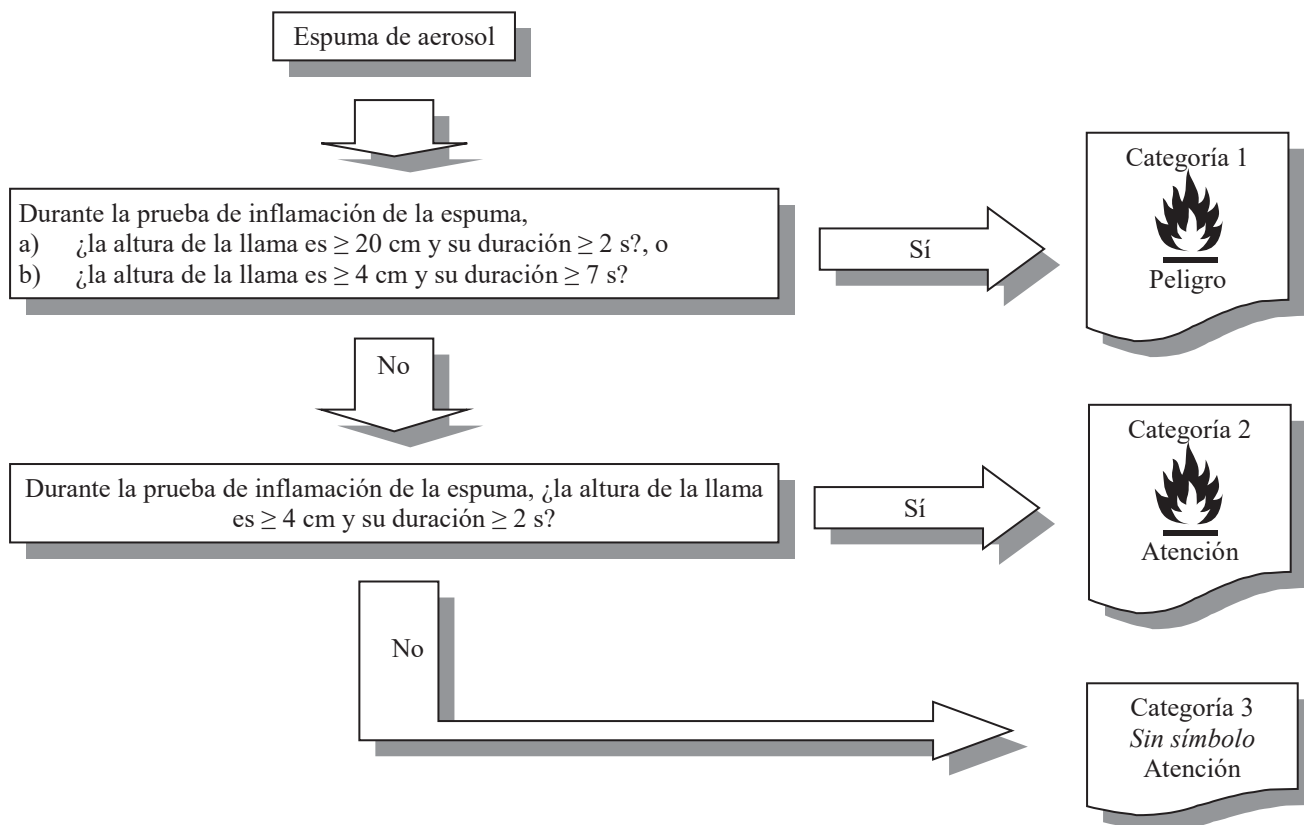 Espuma de aerosol
Durante la prueba de inflamación de la espuma,
a) ¿la altura de la llama es ≥ 20 cm y su duración ≥ 2 s?, o
b) ¿la altura de la llama es ≥ 4 cm y su duración ≥ 7 s?
Sí
Categoría 1
Peligro
No
Durante la prueba de inflamación de la espuma, ¿la altura de la llama
es ≥ 4 cm y su duración ≥ 2 s?
Sí
Categoría 2
Atención
No
Categoría 3
Sin símbolo
Atención